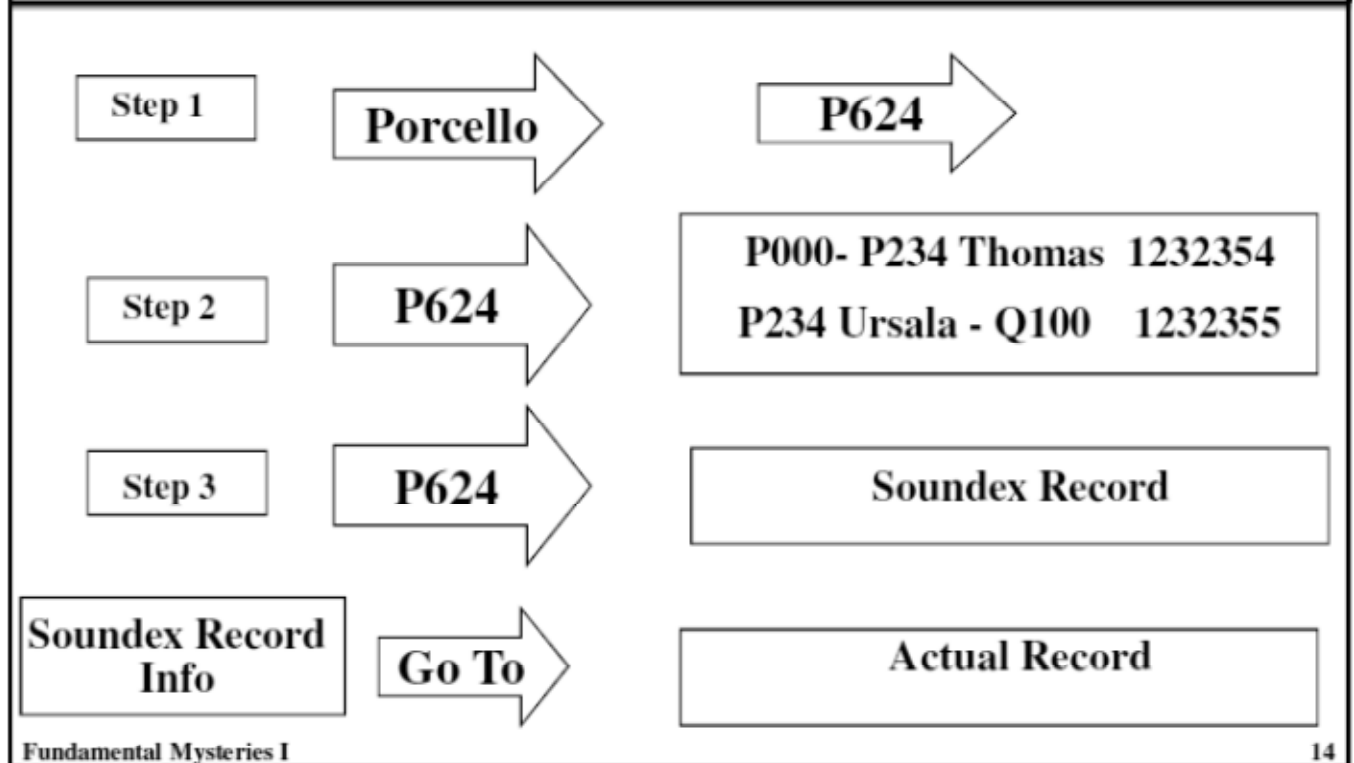 Step 1
Porcello
P624
Step 2
P624
P000- P234 Thomas 1232354
P234 Ursala - Q100 1232355
Step 3
P624
Soundex Record
Soundex Record
Info
Go To
Actual Record
Fundamental Mysteries I
14